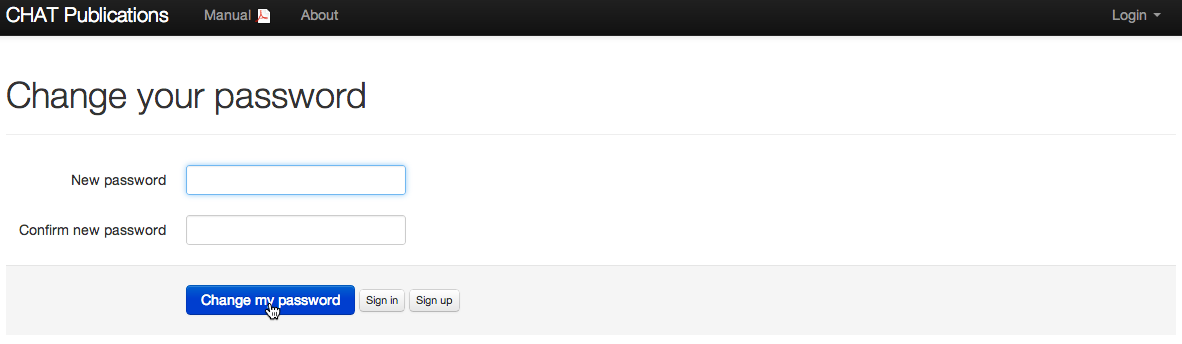 CHAT Publications Manual About Login
Change your password
New password
Confirm new password
Change my password Sign in Sign up